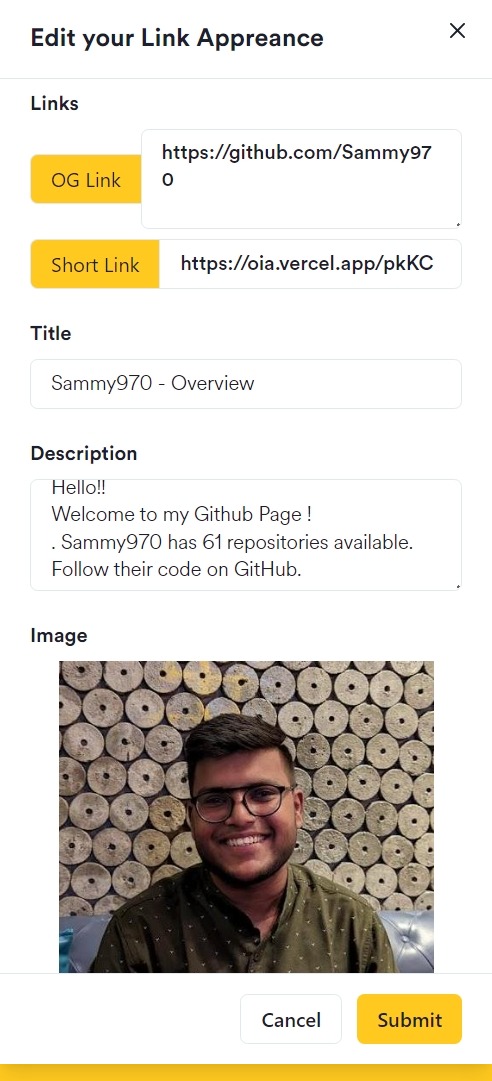 Edit your Link Appreance
Links
OG Link
https://github.com/Sammy97
0
Short Link
https://oia.vercel.app/pkKC
Title
Sammy970 - Overview
Description
Hello!!
Welcome to my Github Page !
. Sammy970 has 61 repositories available.
Follow their code on GitHub.
Image
Cancel
Submit